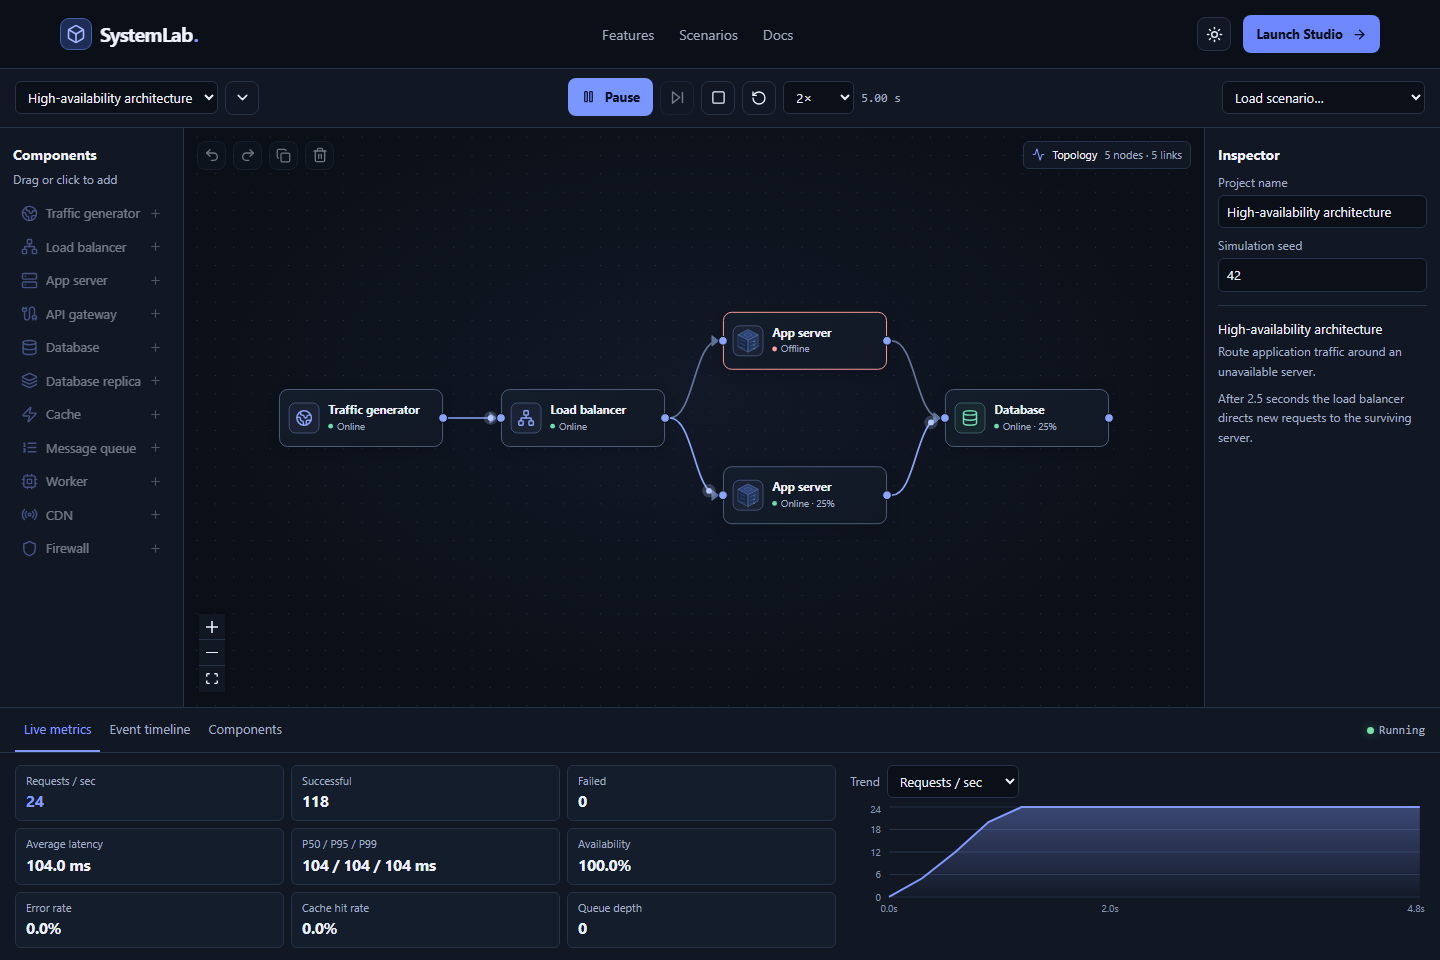 SystemLab.
Features
Scenarios
Docs
Launch Studio
High-availability architecture
Pause
2×
5.00 s
Load scenario...
Components
Drag or click to add
Traffic generator
Load balancer
App server
API gateway
Database
Database replica
Cache
Message queue
Worker
CDN
Firewall
Topology 5 nodes · 5 links
Traffic generator
Online
Load balancer
Online
App server
Offline
App server
Online · 25%
Database
Online · 25%
Inspector
Project name
High-availability architecture
Simulation seed
42
High-availability architecture
Route application traffic around an
unavailable server.
After 2.5 seconds the load balancer
directs new requests to the surviving
server.
Live metrics
Event timeline
Components
Running
Requests / sec
24
Successful
118
Failed
0
Average latency
104.0 ms
P50 / P95 / P99
104 / 104 / 104 ms
Availability
100.0%
Error rate
0.0%
Cache hit rate
0.0%
Queue depth
0
Trend
Requests / sec
24
18
12
6
0
0.0s
2.0s
4.8s